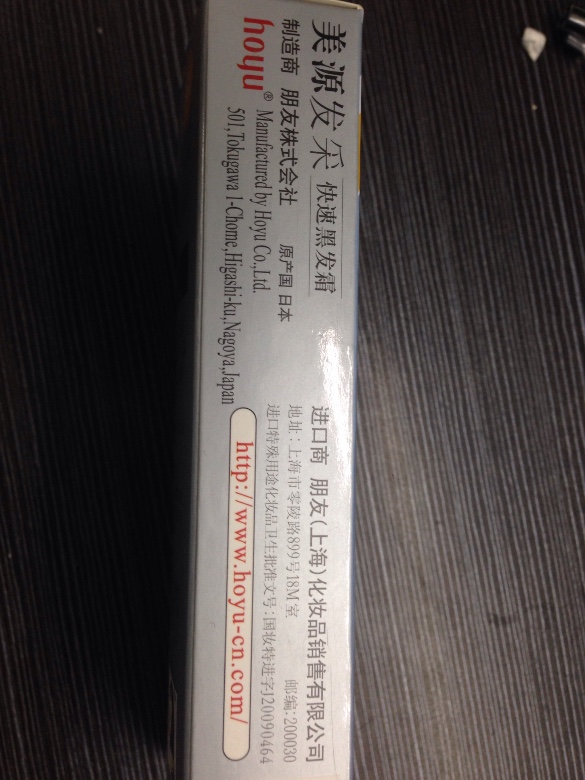 美源发采 快速黑发霜
制造商 朋友株式会社 原产国 日本
hoyu® Manufactured by Hoyu Co.,Ltd.
501,Tokugawa 1-Chome,Higashi-ku,Nagoya,Japan
进口商 朋友(上海)化妆品销售有限公司
地址:上海市零陵路899号18M室 邮编:200030
进口特殊用途化妆品卫生批准文号:国妆特进字J20090464
http://www.hoyu-cn.com/